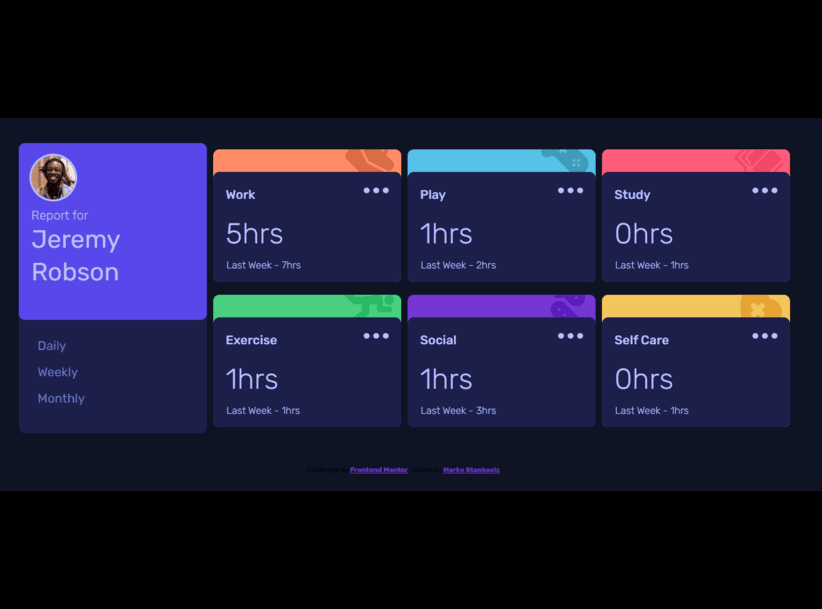 Report for
Jeremy
Robson
Daily
Weekly
Monthly
Work
5hrs
Last Week - 7hrs
Play
1hrs
Last Week - 2hrs
Study
0hrs
Last Week - 1hrs
Exercise
1hrs
Last Week - 1hrs
Social
1hrs
Last Week - 3hrs
Self Care
0hrs
Last Week - 1hrs
Challenge by Frontend Mentor. Coded by Marko Stankovic